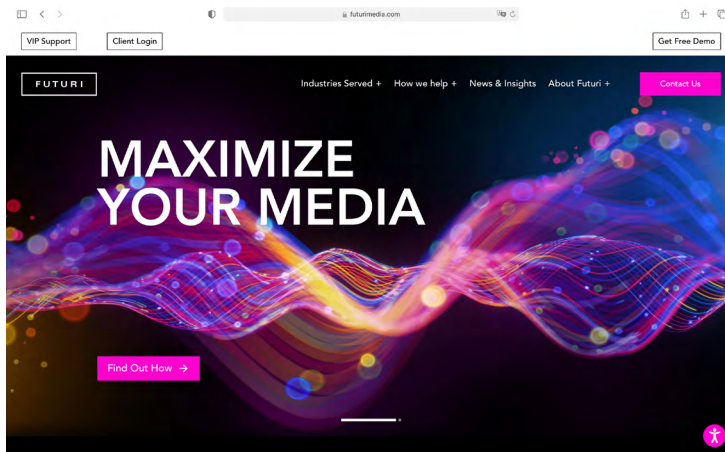 futurimedia.com
VIP Support
Client Login
Get Free Demo
FUTURI
Industries Served +
How we help +
News & Insights
About Futuri +
Contact Us
MAXIMIZE
YOUR MEDIA
Find Out How →